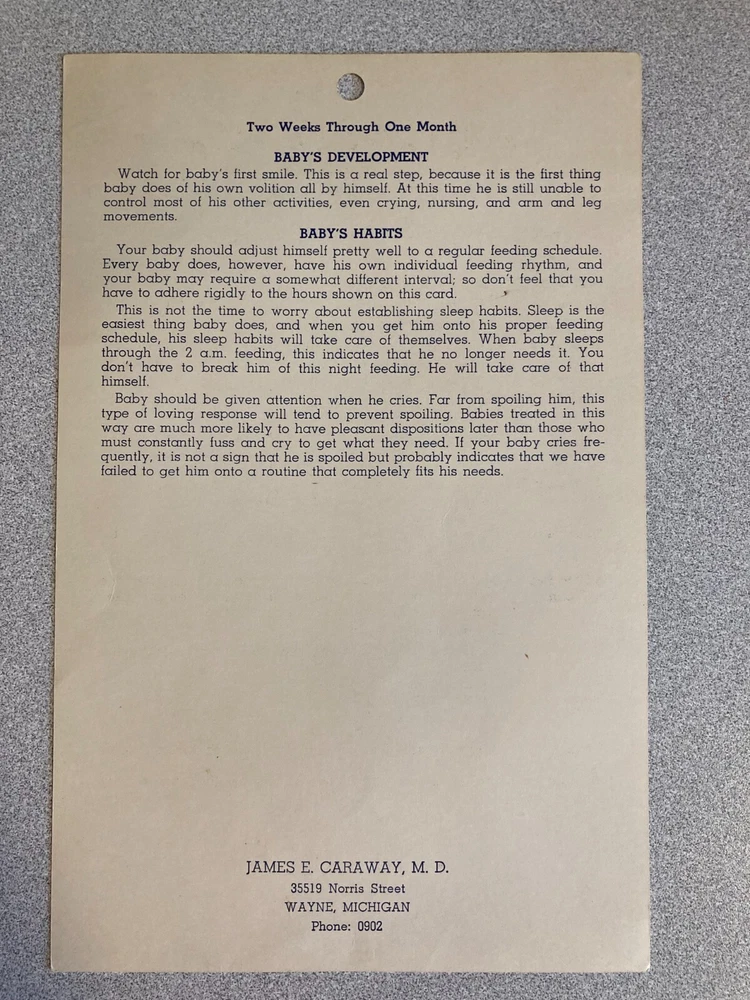 Two Weeks Through One Month
BABY'S DEVELOPMENT
Watch for baby's first smile. This is a real step, because it is the first thing
baby does of his own volition all by himself. At this time he is still unable to
control most of his other activities, even crying, nursing, and arm and leg
movements.
BABY'S HABITS
Your baby should adjust himself pretty well to a regular feeding schedule.
Every baby does, however, have his own individual feeding rhythm, and
your baby may require a somewhat different interval; so don't feel that you
have to adhere rigidly to the hours shown on this card.
This is not the time to worry about establishing sleep habits. Sleep is the
easiest thing baby does, and when you get him onto his proper feeding
schedule, his sleep habits will take care of themselves. When baby sleeps
through the 2 a.m. feeding, this indicates that he no longer needs it. You
don't have to break him of this night feeding. He will take care of that
himself.
Baby should be given attention when he cries. Far from spoiling him, this
type of loving response will tend to prevent spoiling. Babies treated in this
way are much more likely to have pleasant dispositions later than those who
must constantly fuss and cry to get what they need. If your baby cries fre-
quently, it is not a sign that he is spoiled but probably indicates that we have
failed to get him onto a routine that completely fits his needs.
JAMES E. CARAWAY, M. D.
35519 Norris Street
WAYNE, MICHIGAN
Phone: 0902